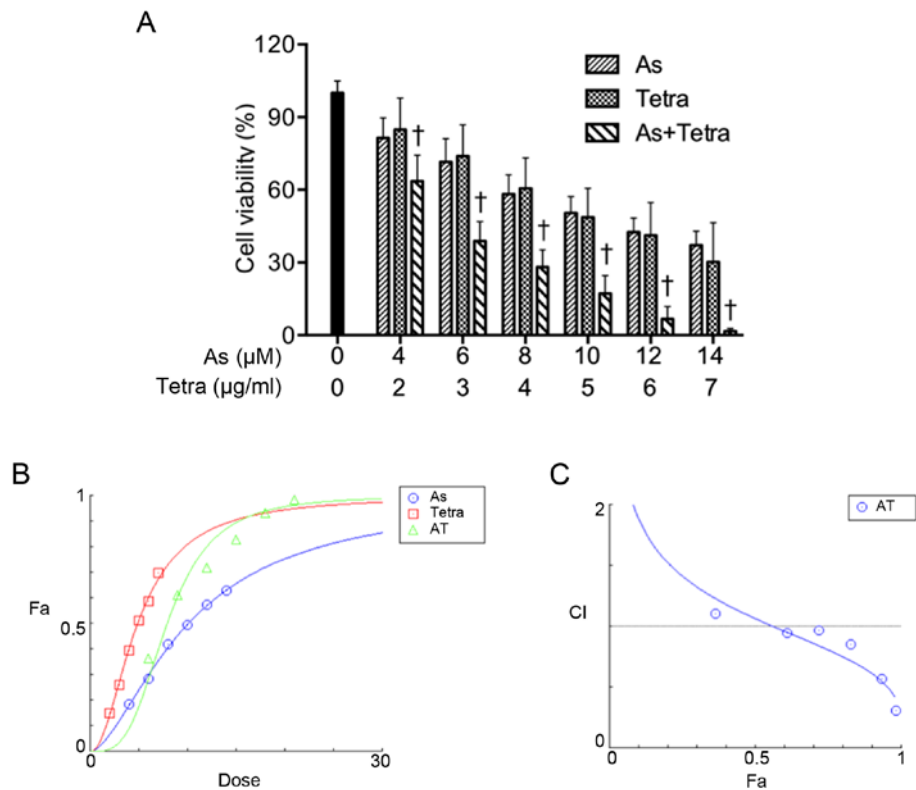 A
120
90
60
30
0
Cell viability (%)
As
Tetra
As+Tetra
† † † † † †
As (μM) 0 4 6 8 10 12 14
Tetra (μg/ml) 0 2 3 4 5 6 7
B
1
0.5
0
Fa
As
Tetra
AT
0 30
Dose
C
2
CI
0
AT
0 0.5 1
Fa